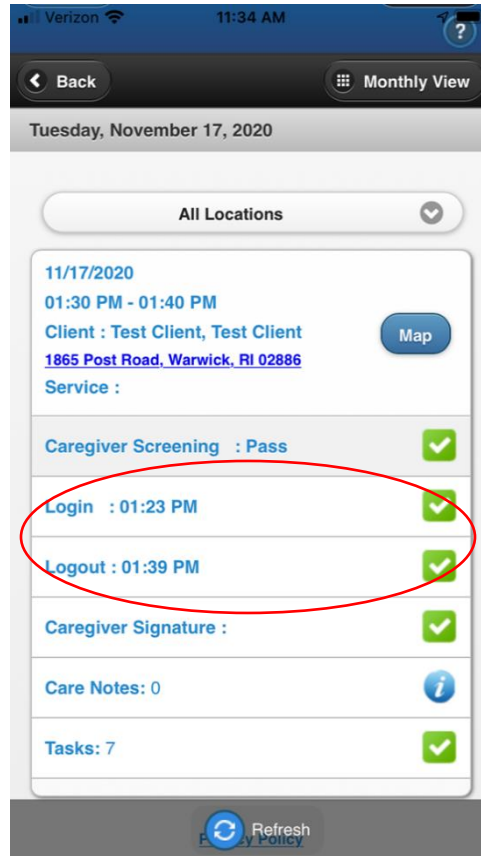 Verizon 11:34 AM
?
Back Monthly View
Tuesday, November 17, 2020
All Locations
11/17/2020
01:30 PM - 01:40 PM
Client : Test Client, Test Client
Map
1865 Post Road, Warwick, RI 02886
Service :
Caregiver Screening : Pass
Login : 01:23 PM
Logout : 01:39 PM
Caregiver Signature :
Care Notes: 0
i
Tasks: 7
Refresh
Policy